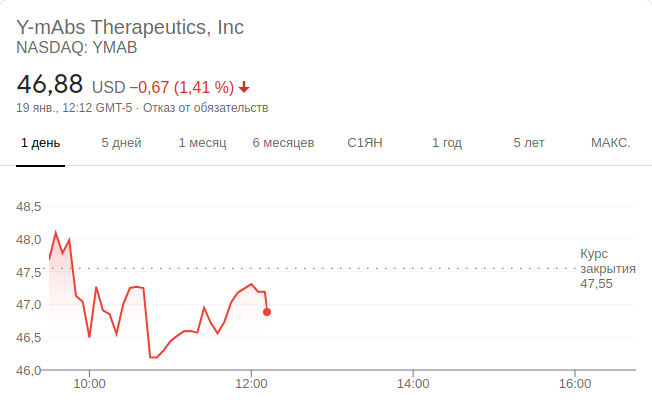 Y-mAbs Therapeutics, Inc
NASDAQ: YMAB
46,88 USD −0,67 (1,41 %)
19 янв., 12:12 GMT-5 · Отказ от обязательств
1 день 5 дней 1 месяц 6 месяцев С1ЯН 1 год 5 лет МАКС.
48,5
48,0
47,5
47,0
46,5
46,0
Курс
закрытия
47,55
10:00 12:00 14:00 16:00